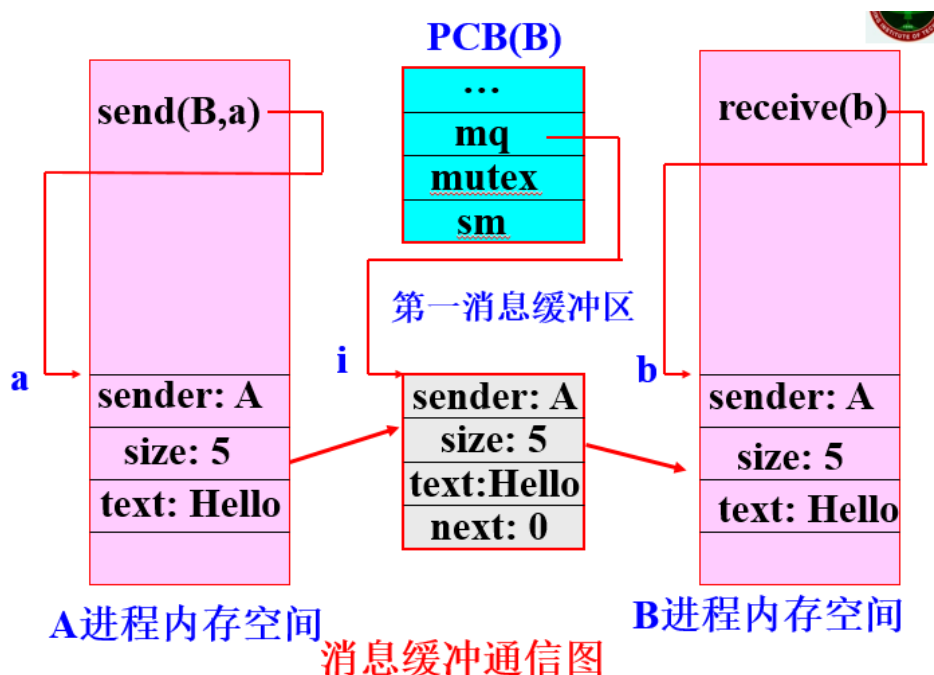 PCB(B)
send(B,a)
...
mq
mutex
sm
receive(b)
第一消息缓冲区
a
sender: A
size: 5
text: Hello
i
sender: A
size: 5
text:Hello
next: 0
b
sender: A
size: 5
text: Hello
A进程内存空间
B进程内存空间
消息缓冲通信图